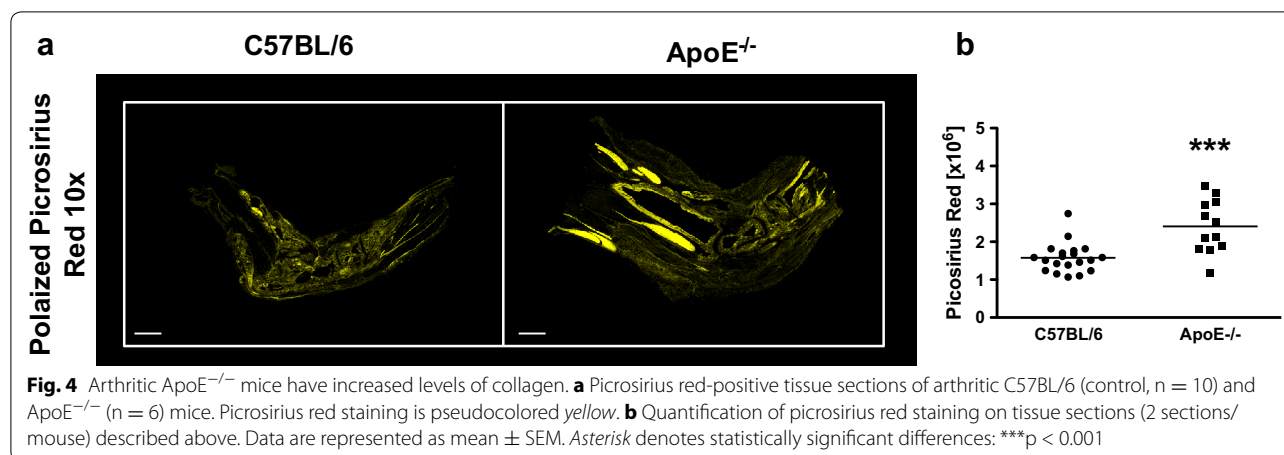 a
C57BL/6
ApoE-/-
Polaized Picrosirius
Red 10x
b
Picosirius Red [x10⁶]
5
4
3
2
1
0
***
C57BL/6
ApoE-/-
Fig. 4 Arthritic ApoE−/− mice have increased levels of collagen. a Picrosirius red-positive tissue sections of arthritic C57BL/6 (control, n = 10) and
ApoE−/− (n = 6) mice. Picrosirius red staining is pseudocolored yellow. b Quantification of picrosirius red staining on tissue sections (2 sections/
mouse) described above. Data are represented as mean ± SEM. Asterisk denotes statistically significant differences: ***p < 0.001